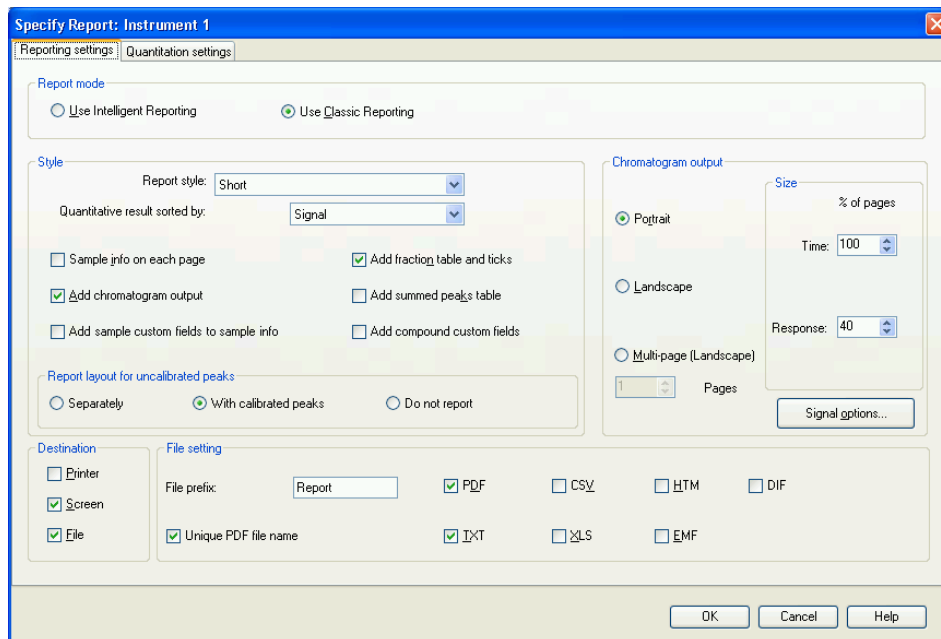 Specify Report: Instrument 1
Reporting settings Quantitation settings
Report mode
Use Intelligent Reporting Use Classic Reporting
Style
Report style: Short
Quantitative result sorted by: Signal
Sample info on each page Add fraction table and ticks
Add chromatogram output Add summed peaks table
Add sample custom fields to sample info Add compound custom fields
Report layout for uncalibrated peaks
Separately With calibrated peaks Do not report
Chromatogram output
Size
% of pages
Portrait
Time: 100
Landscape
Response: 40
Multi-page (Landscape)
1 Pages
Signal options...
Destination
Printer
Screen
File
File setting
File prefix: Report PDF CSV HTM DIF
Unique PDF file name TXT XLS EMF
OK Cancel Help